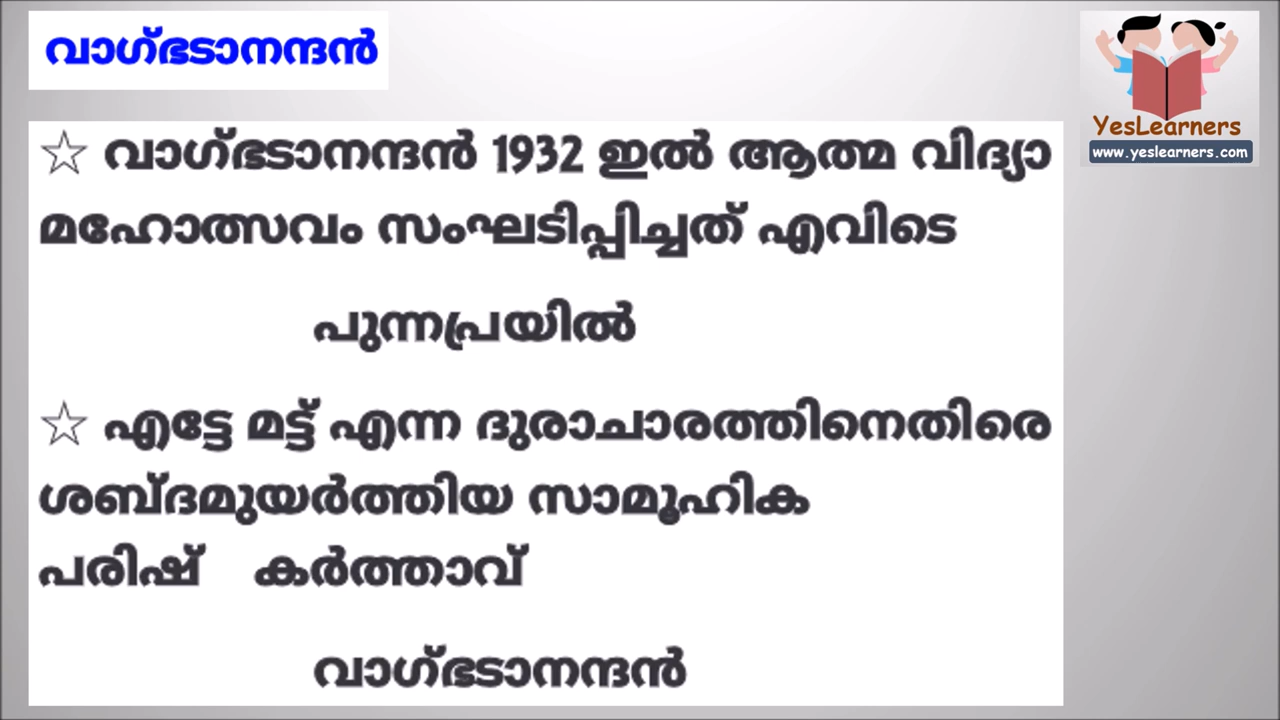 വാഗ്ഭടാനന്ദൻ
YesLearners
www.yeslearners.com
☆ വാഗ്ഭടാനന്ദൻ 1932 ഇൽ ആത്മ വിദ്യാ
മഹോത്സവം സംഘടിപ്പിച്ചത് എവിടെ
പുന്നപ്രയിൽ
☆ എട്ടേ മട്ട് എന്ന ദുരാചാരത്തിനെതിരെ
ശബ്ദമുയർത്തിയ സാമൂഹിക
പരിഷ് കർത്താവ്
വാഗ്ഭടാനന്ദൻ